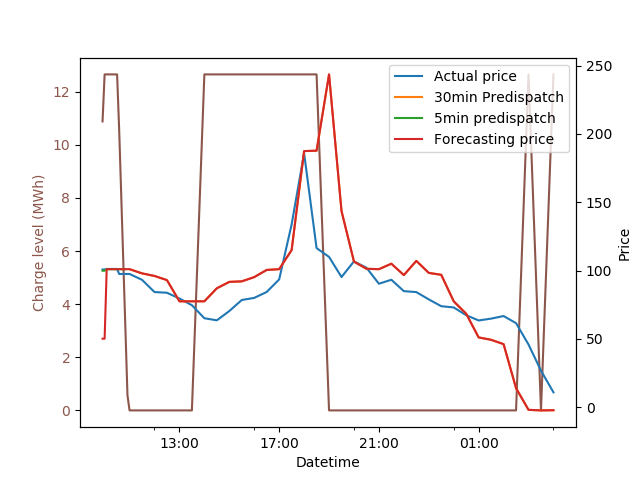 Actual price
30min Predispatch
5min predispatch
Forecasting price
Charge level (MWh)
12
10
8
6
4
2
0
250
200
150
100
50
0
Price
13:00 17:00 21:00 01:00
Datetime